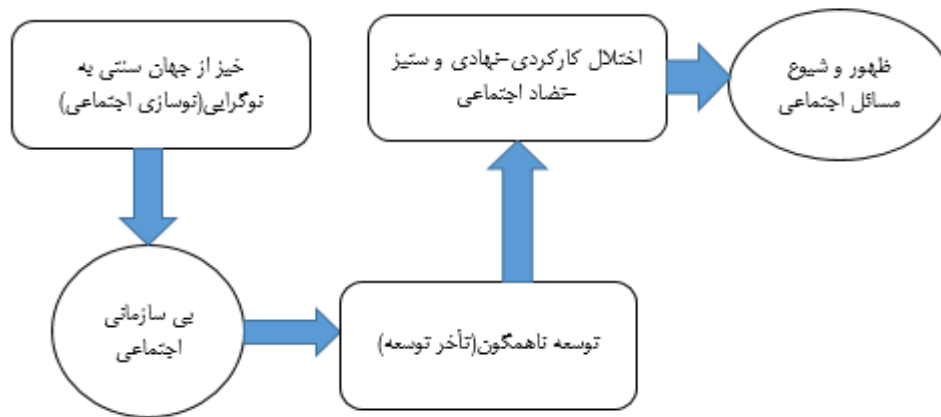 خیز از جهان سنتی به
نوگرایی(نوسازی اجتماعی)
بی سازمانی
اجتماعی
توسعه ناهمگون(تأخر توسعه)
اختلال کارکردی-نهادی و ستیز
-تضاد اجتماعی
ظهور و شیوع
مسائل اجتماعی